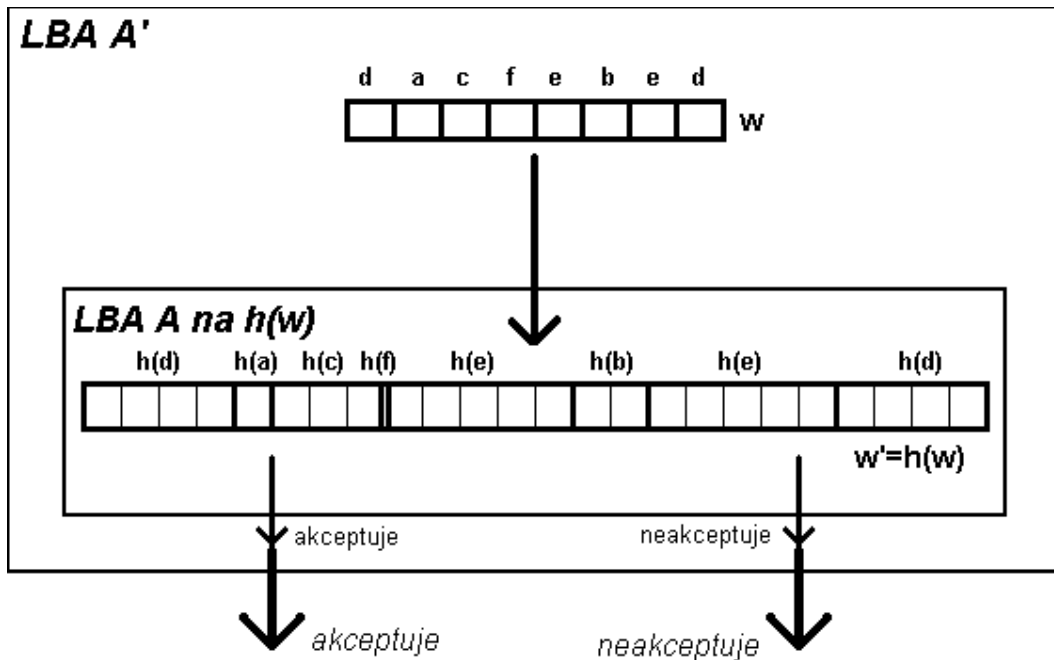 LBA A'
d a c f e b e d
w
LBA A na h(w)
h(d) h(a) h(c) h(f) h(e) h(b) h(e) h(d)
w'=h(w)
akceptuje neakceptuje
akceptuje neakceptuje